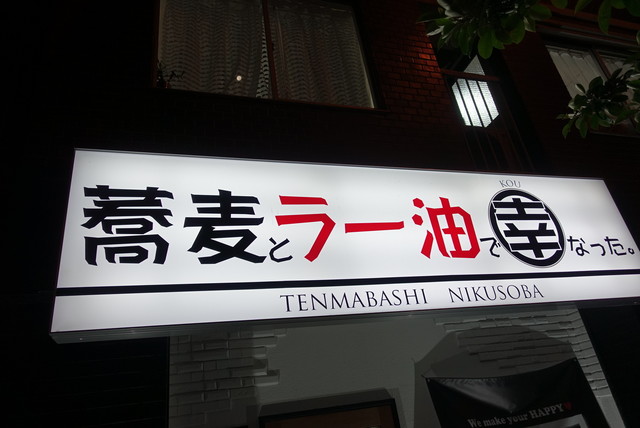 KOU
蕎麦とラー油で幸なった。
TENMABASHI NIKUSOBA
We make your HAPPY♥